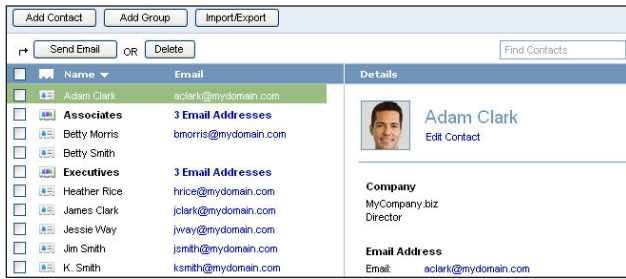 Add Contact Add Group Import/Export
Send Email OR Delete Find Contacts
Name Email Details
Adam Clark aclark@mydomain.com
Associates 3 Email Addresses
Betty Morris bmorris@mydomain.com
Betty Smith
Executives 3 Email Addresses
Heather Rice hrice@mydomain.com
James Clark jclark@mydomain.com
Jessie Way jway@mydomain.com
Jim Smith jsmith@mydomain.com
K. Smith ksmith@mydomain.com
Adam Clark
Edit Contact
Company
MyCompany.biz
Director
Email Address
Email: aclark@mydomain.com